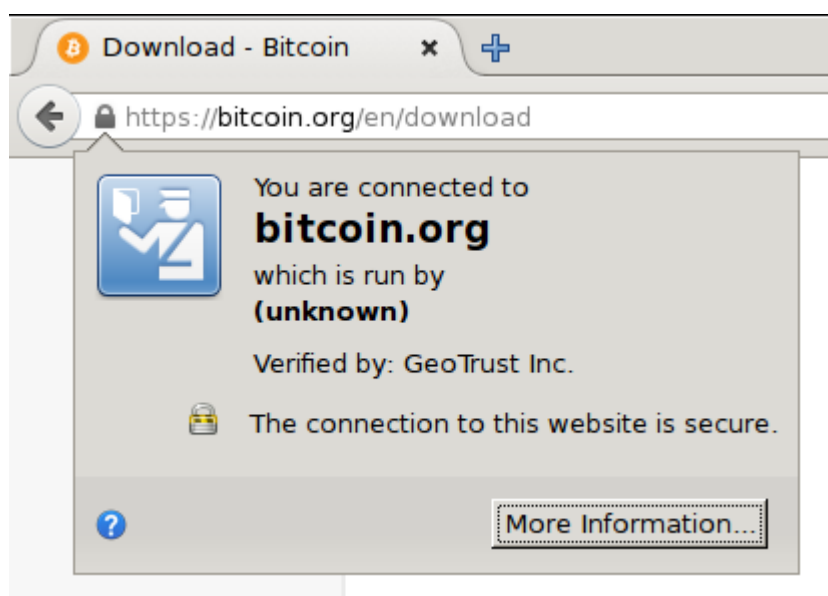 Download - Bitcoin
https://bitcoin.org/en/download
You are connected to
bitcoin.org
which is run by
(unknown)
Verified by: GeoTrust Inc.
The connection to this website is secure.
More Information...